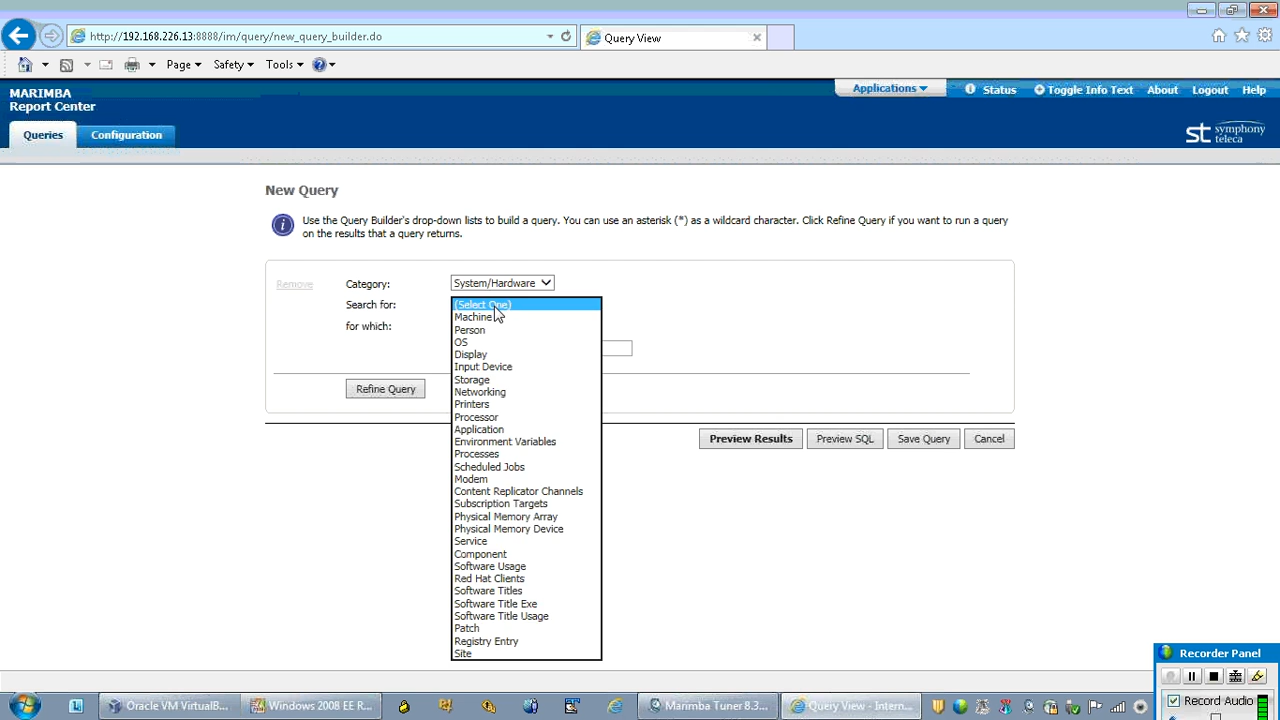 http://192.168.226.13:8888/im/query/new_query_builder.do
Query View
Page
Safety
Tools
MARIMBA
Report Center
Applications
Status
Toggle Info Text
About
Logout
Help
Queries
Configuration
symphony
teleca
New Query
Use the Query Builder's drop-down lists to build a query. You can use an asterisk (*) as a wildcard character. Click Refine Query if you want to run a query
on the results that a query returns.
Remove
Category:
System/Hardware
Search for:
(Select One)
for which:
Machine
Person
OS
Display
Input Device
Storage
Networking
Printers
Processor
Application
Environment Variables
Processes
Scheduled Jobs
Modem
Content Replicator Channels
Subscription Targets
Physical Memory Array
Physical Memory Device
Service
Component
Software Usage
Red Hat Clients
Software Titles
Software Title Exe
Software Title Usage
Patch
Registry Entry
Site
Refine Query
Preview Results
Preview SQL
Save Query
Cancel
Recorder Panel
Record Audio
Oracle VM VirtualB...
Windows 2008 EE R...
Marimba Tuner 8.3...
Query View - Intern...